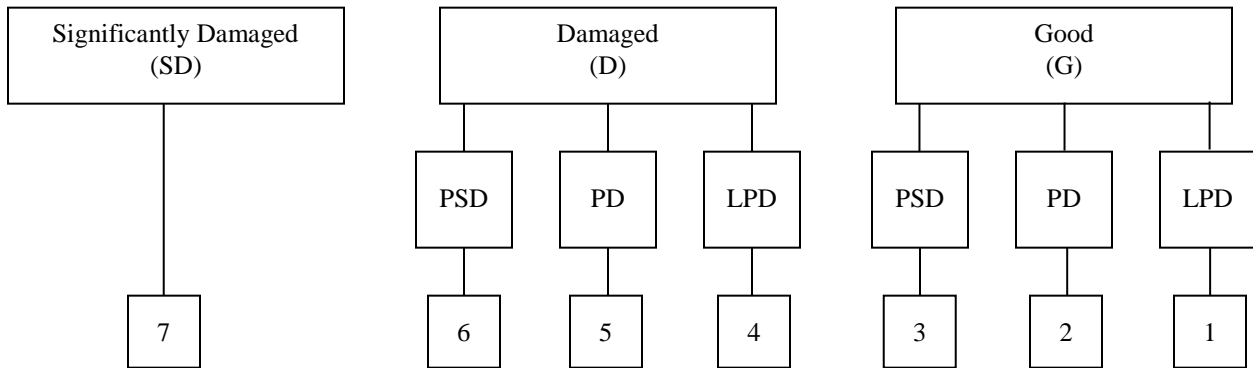 Significantly Damaged
(SD)
Damaged
(D)
Good
(G)
PSD
PD
LPD
PSD
PD
LPD
7
6
5
4
3
2
1